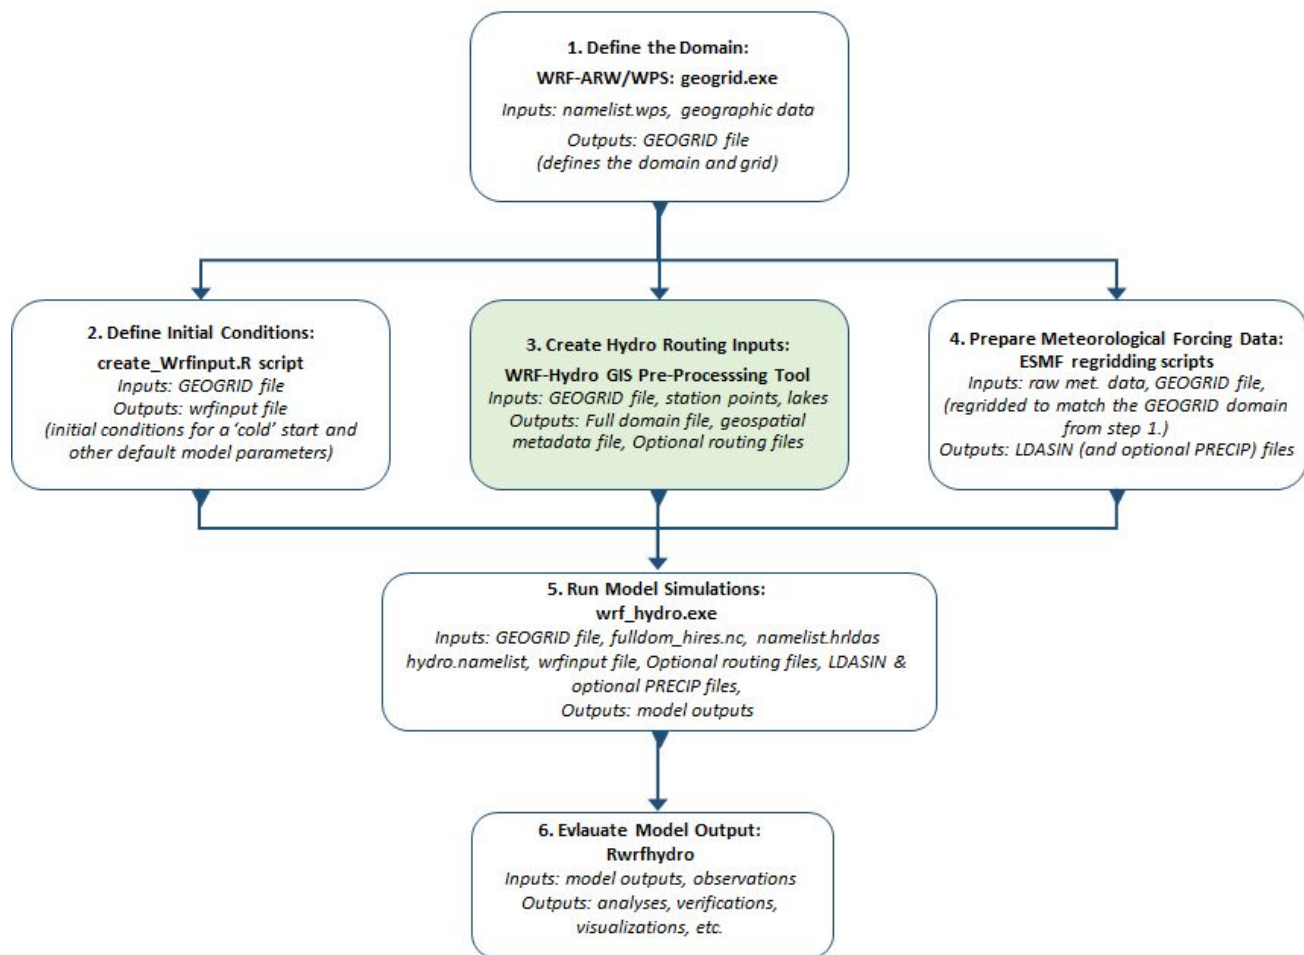 1. Define the Domain:
WRF-ARW/WPS: geogrid.exe
Inputs: namelist.wps, geographic data
Outputs: GEOGRID file
(defines the domain and grid)
2. Define Initial Conditions:
create_Wrfinput.R script
Inputs: GEOGRID file
Outputs: wrfinput file
(initial conditions for a ‘cold’ start and
other default model parameters)
3. Create Hydro Routing Inputs:
WRF-Hydro GIS Pre-Processsing Tool
Inputs: GEOGRID file, station points, lakes
Outputs: Full domain file, geospatial
metadata file, Optional routing files
4. Prepare Meteorological Forcing Data:
ESMF regridding scripts
Inputs: raw met. data, GEOGRID file,
(regridded to match the GEOGRID domain
from step 1.)
Outputs: LDASIN (and optional PRECIP) files
5. Run Model Simulations:
wrf_hydro.exe
Inputs: GEOGRID file, fulldom_hires.nc, namelist.hrldas
hydro.namelist, wrfinput file, Optional routing files, LDASIN &
optional PRECIP files,
Outputs: model outputs
6. Evlauate Model Output:
Rwrfhydro
Inputs: model outputs, observations
Outputs: analyses, verifications,
visualizations, etc.